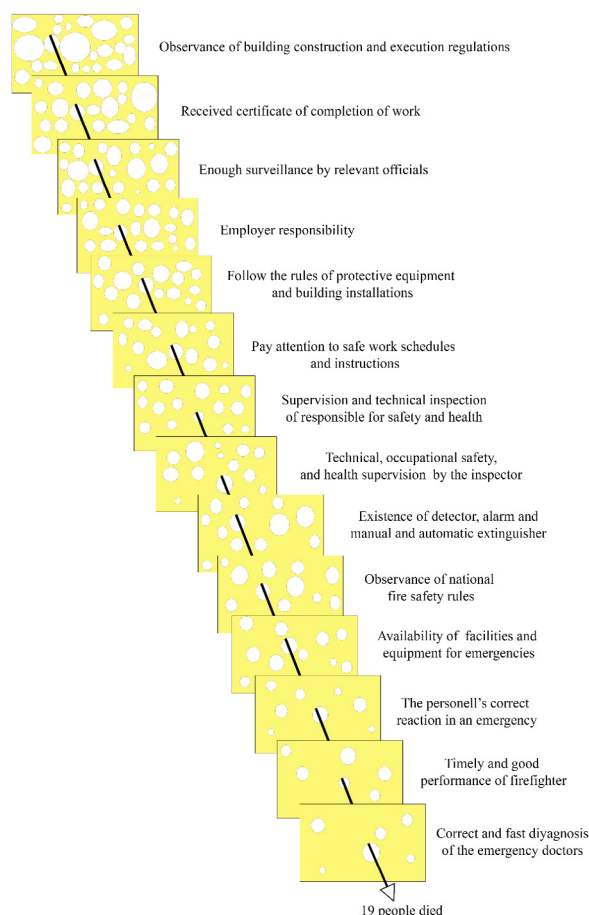 Observance of building construction and execution regulations
Received certificate of completion of work
Enough surveillance by relevant officials
Employer responsibility
Follow the rules of protective equipment
and building installations
Pay attention to safe work schedules
and instructions
Supervision and technical inspection
of responsible for safety and health
Technical, occupational safety,
and health supervision by the inspector
Existence of detector, alarm and
manual and automatic extinguisher
Observance of national
fire safety rules
Availability of facilities and
equipment for emergencies
The personell's correct
reaction in an emergency
Timely and good
performance of firefighter
Correct and fast diyagnosis
of the emergency doctors
19 people died